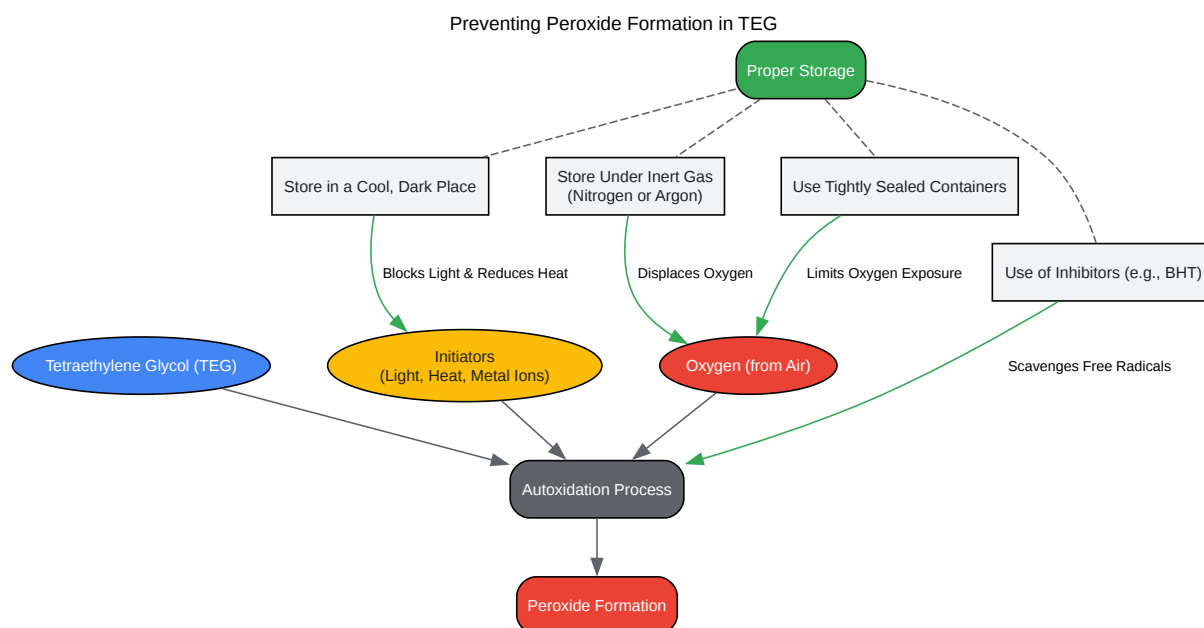 Preventing Peroxide Formation in TEG
Proper Storage
Store in a Cool, Dark Place
Store Under Inert Gas
(Nitrogen or Argon)
Use Tightly Sealed Containers
Use of Inhibitors (e.g., BHT)
Blocks Light & Reduces Heat
Displaces Oxygen
Limits Oxygen Exposure
Tetraethylene Glycol (TEG)
Initiators
(Light, Heat, Metal Ions)
Oxygen (from Air)
Scavenges Free Radicals
Autoxidation Process
Peroxide Formation